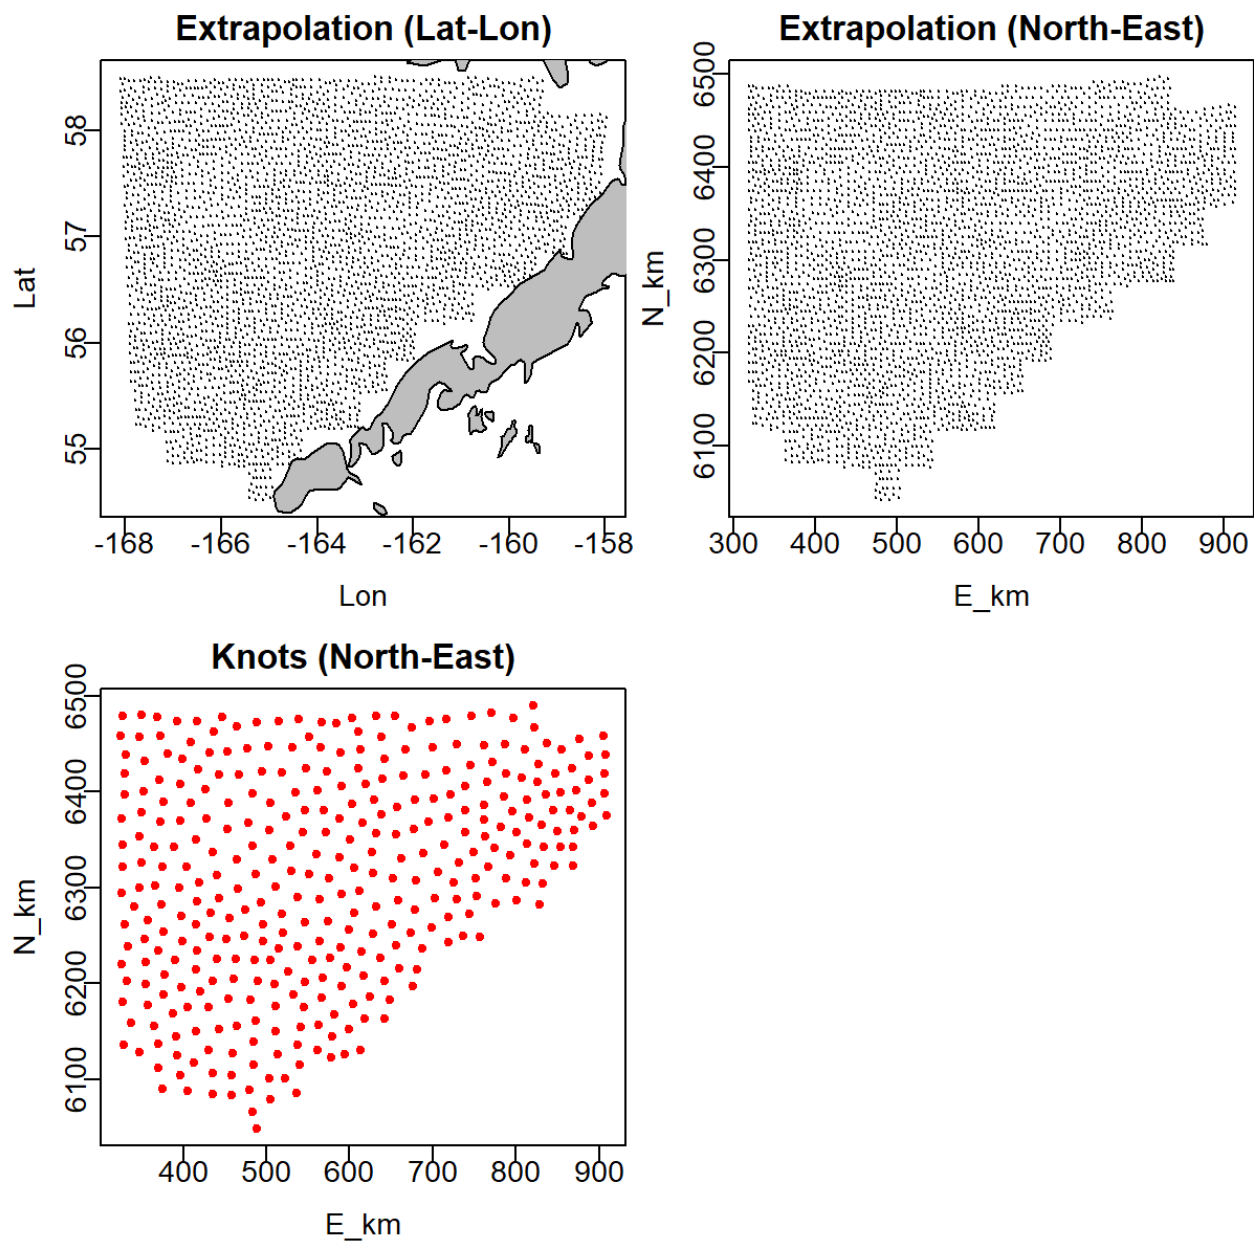 Extrapolation (Lat-Lon)
Lat
58
57
56
55
-168 -166 -164 -162 -160 -158
Lon
Extrapolation (North-East)
N_km
6500
6400
6300
6200
6100
300 400 500 600 700 800 900
E_km
Knots (North-East)
N_km
6500
6400
6300
6200
6100
400 500 600 700 800 900
E_km